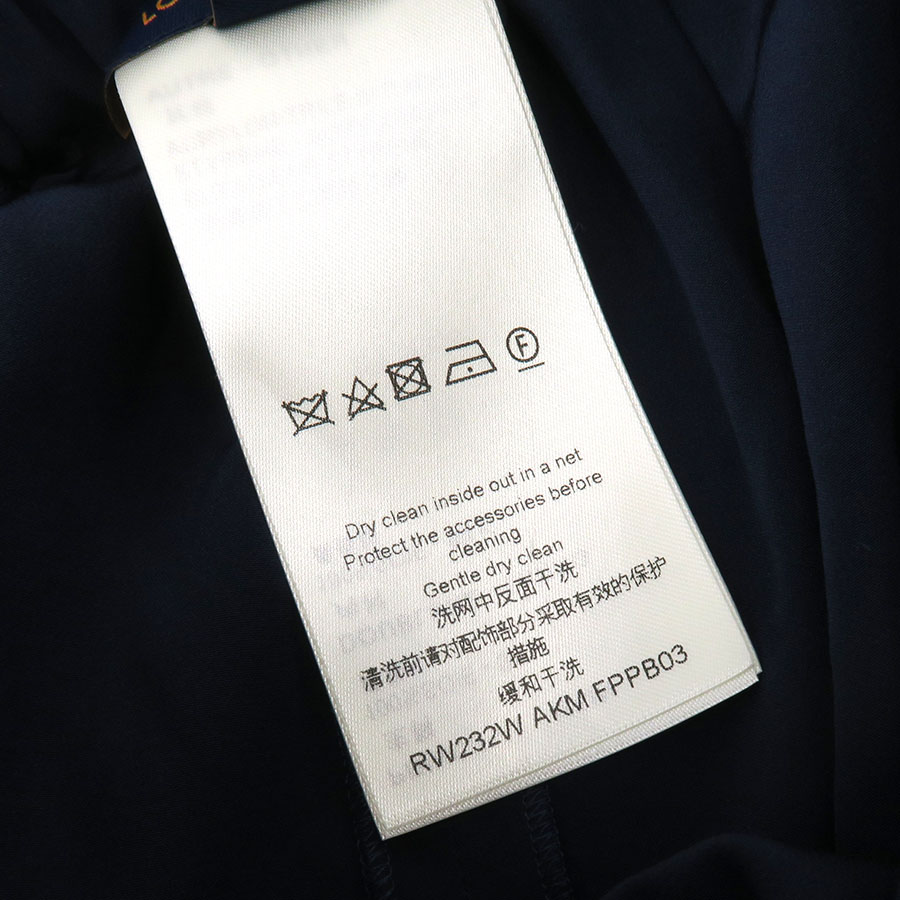 LO
F
Dry clean inside out in a net
Protect the accessories before
cleaning
Gentle dry clean
洗网中反面干洗
清洗前请对配饰部分采取有效的保护
措施
缓和干洗
RW232W AKM FPPB03